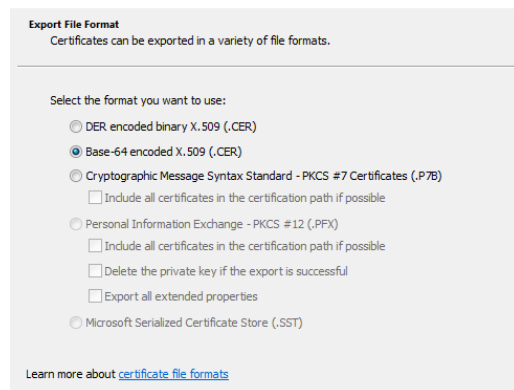 Export File Format
Certificates can be exported in a variety of file formats.
Select the format you want to use:
DER encoded binary X.509 (.CER)
Base-64 encoded X.509 (.CER)
Cryptographic Message Syntax Standard - PKCS #7 Certificates (.P7B)
Include all certificates in the certification path if possible
Personal Information Exchange - PKCS #12 (.PFX)
Include all certificates in the certification path if possible
Delete the private key if the export is successful
Export all extended properties
Microsoft Serialized Certificate Store (.SST)
Learn more about certificate file formats